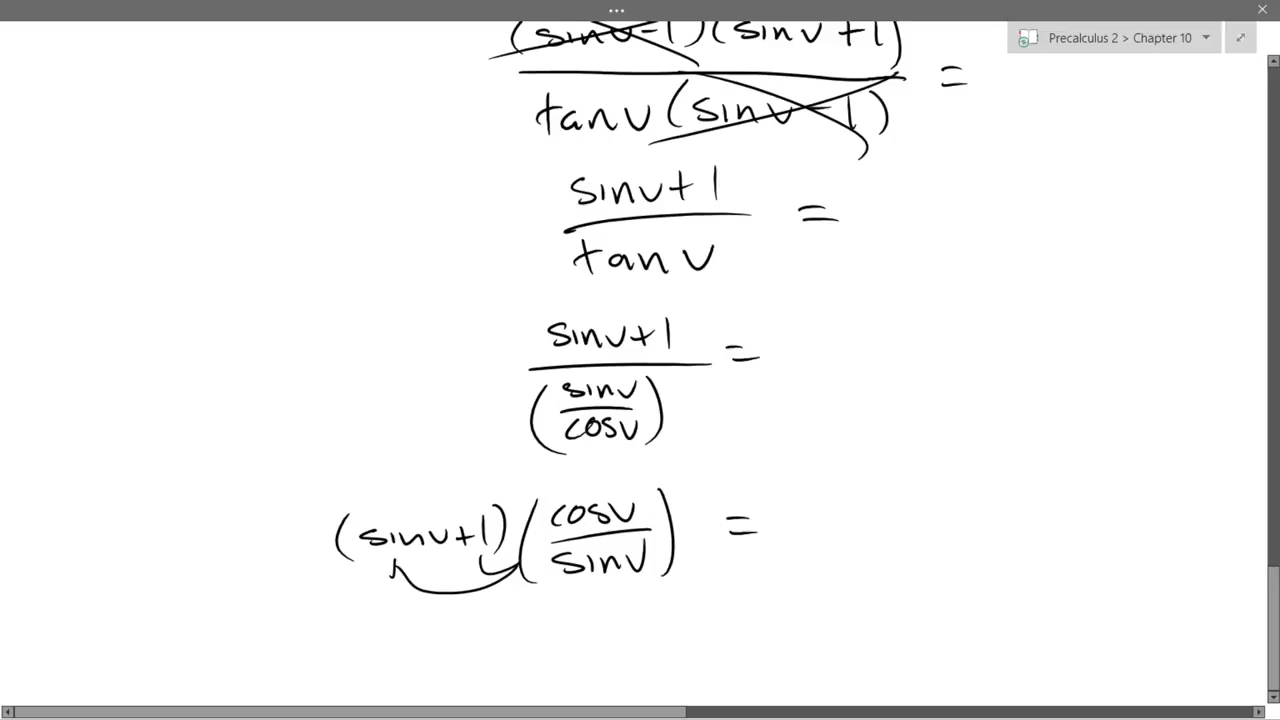 Precalculus 2 > Chapter 10
(sinv-1)(sinv+1)
tanv(sinv-1) =
sinv+1
tanv =
sinv+1
(sinv =
cosv)
(sinv+1)(cosv =
sinv)